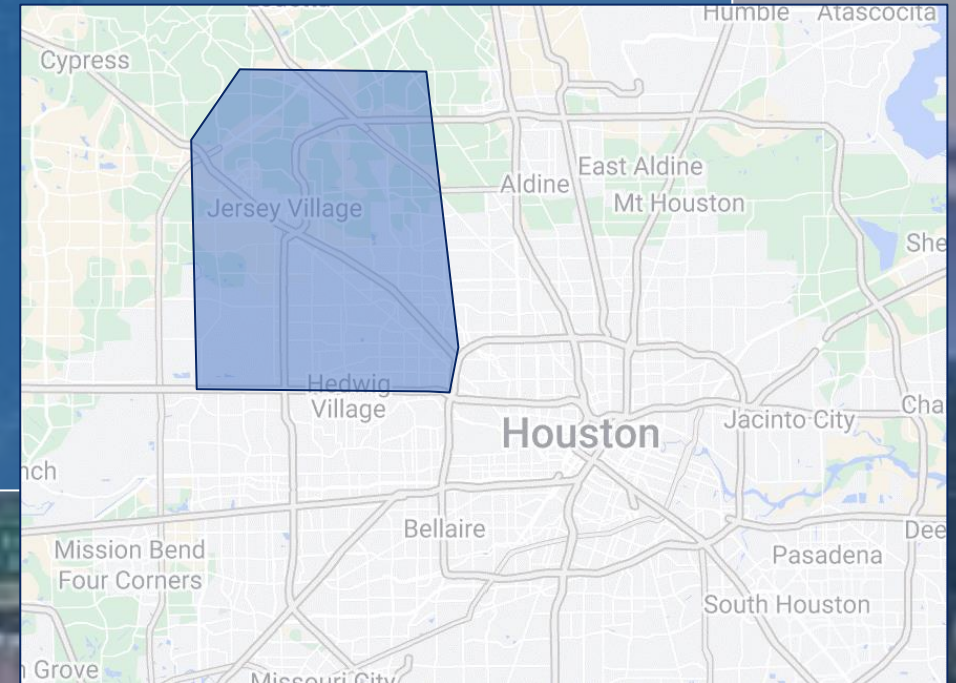 Humble
Atascocita
Cypress
East Aldine
Aldine
Mt Houston
Jersey Village
She
Hedwig
Village
Houston
Jacinto City
Cha
nch
Bellaire
Dee
Mission Bend
Four Corners
Pasadena
South Houston
n Grove
Missouri City